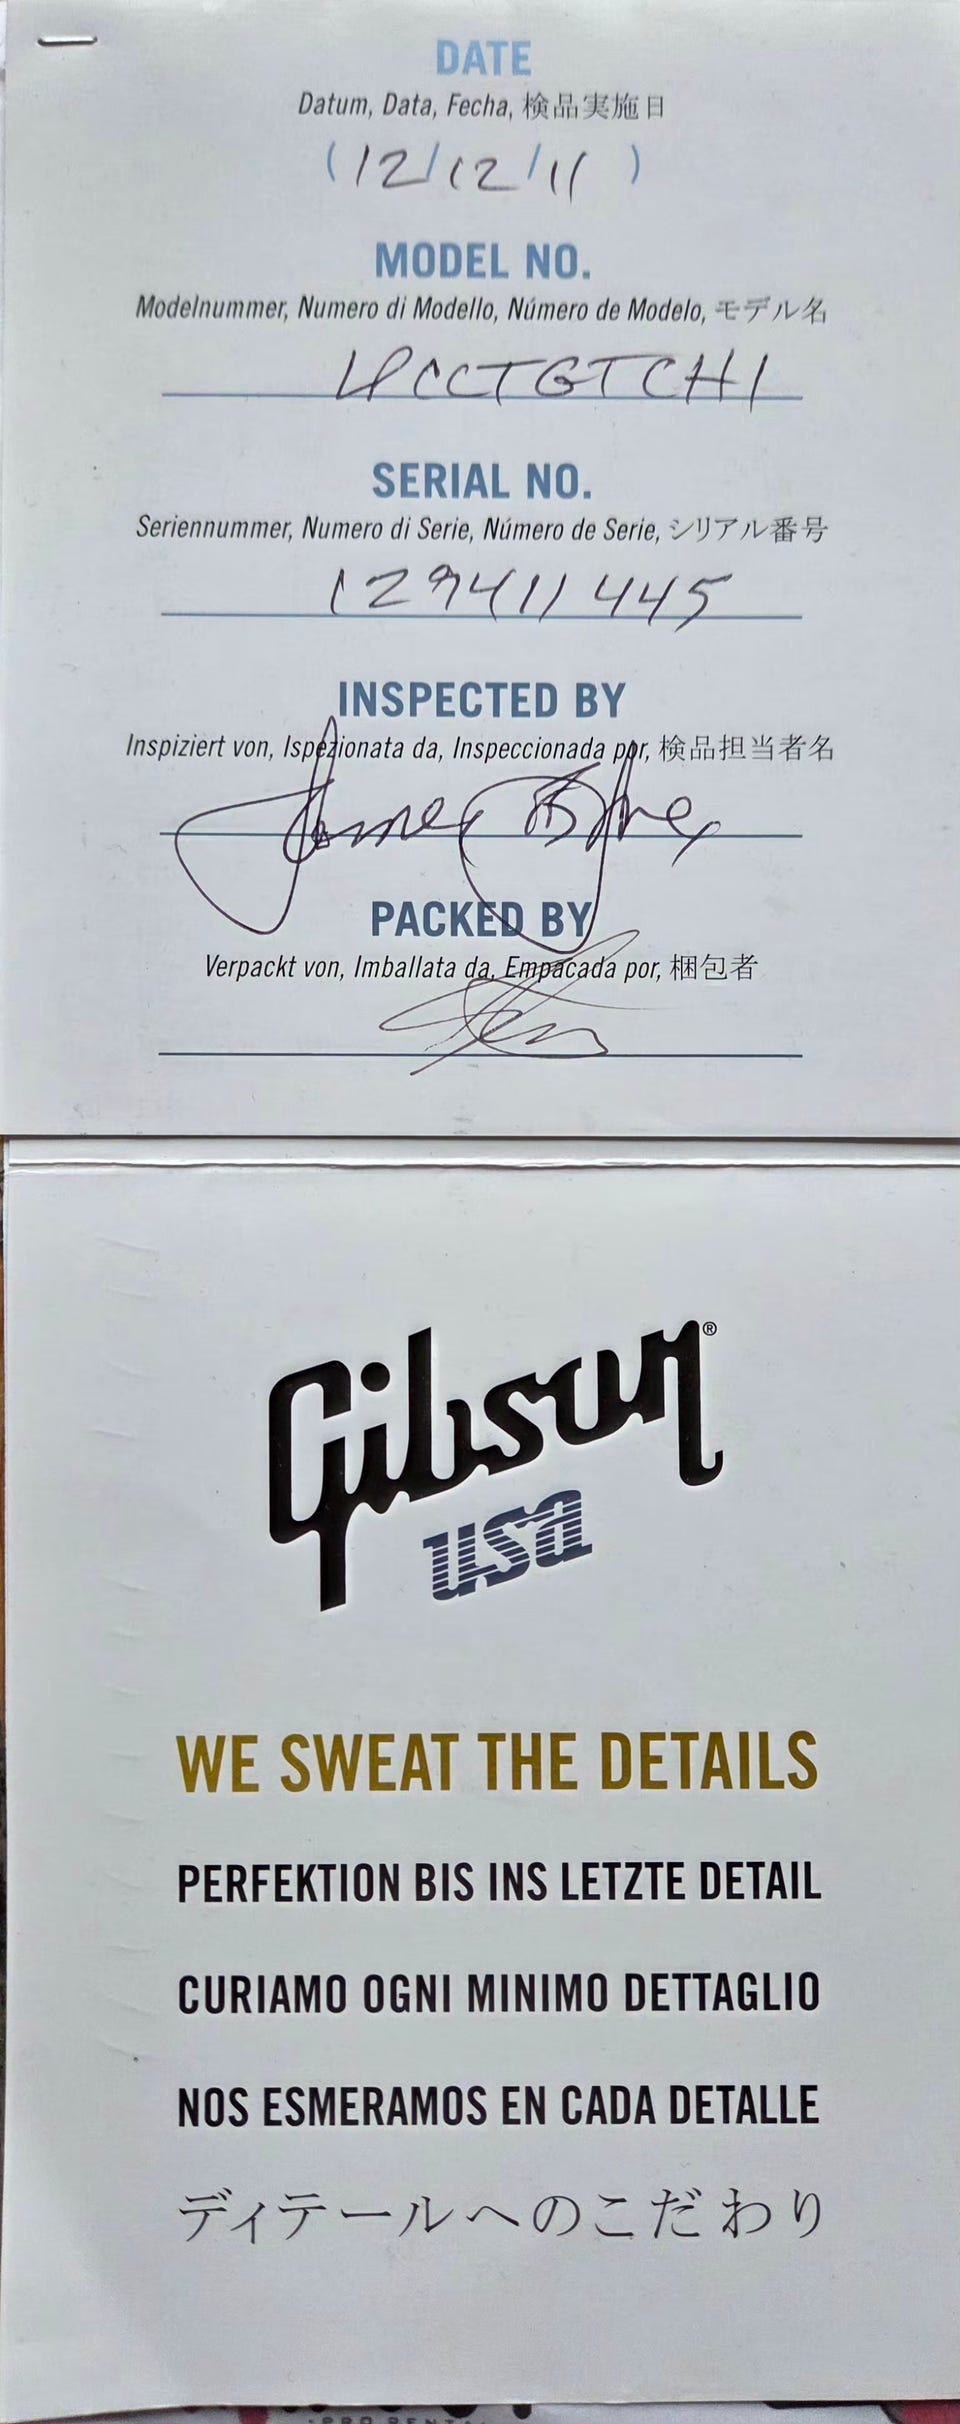 DATE
Datum, Data, Fecha, 検品実施日
(12/12/11)
MODEL NO.
Modelnummer, Numero di Modello, Número de Modelo, モデル名
LPCCTGTCH1
SERIAL NO.
Seriennummer, Numero di Serie, Número de Serie, シリアル番号
129411445
INSPECTED BY
Inspiziert von, Ispezionata da, Inspeccionada por, 検品担当者名
James
PACKED BY
Verpackt von, Imballata da, Empacada por, 梱包者
Gibson®
USA
WE SWEAT THE DETAILS
PERFEKTION BIS INS LETZTE DETAIL
CURIAMO OGNI MINIMO DETTAGLIO
NOS ESMERAMOS EN CADA DETALLE
ディテールへのこだわり